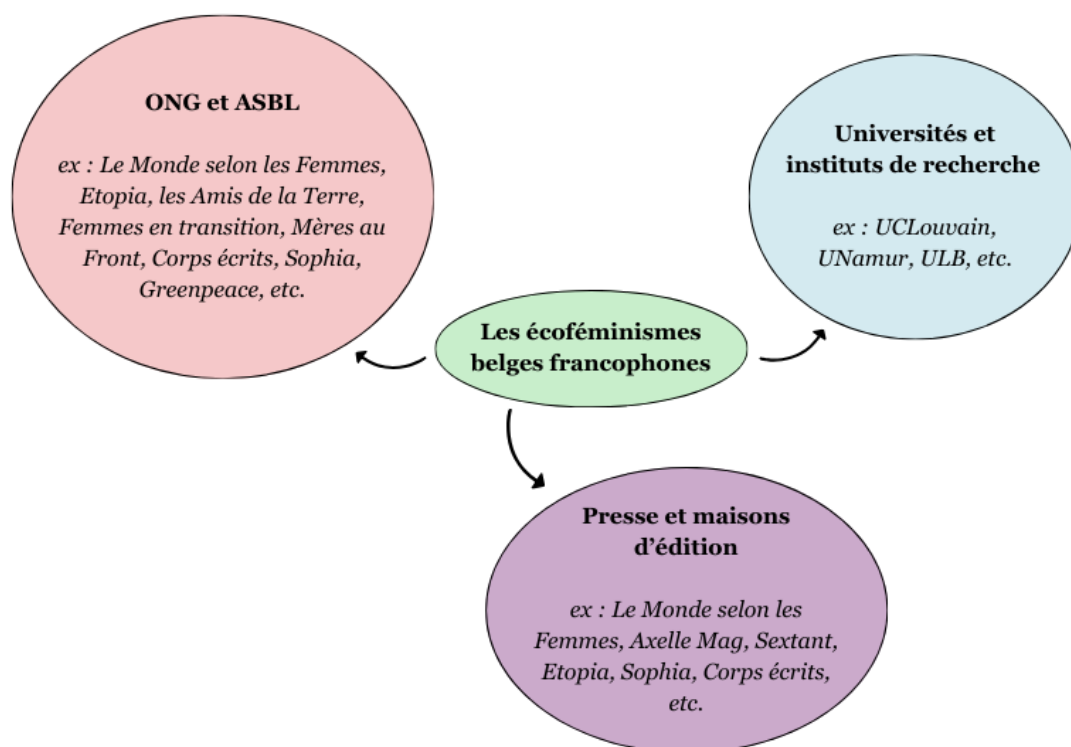 ONG et ASBL
ex : Le Monde selon les Femmes,
Etopia, les Amis de la Terre,
Femmes en transition, Mères au
Front, Corps écrits, Sophia,
Greenpeace, etc.
Universités et
instituts de recherche
ex : UCLouvain,
UNamur, ULB, etc.
Les écoféminismes
belges francophones
Presse et maisons
d’édition
ex : Le Monde selon les
Femmes, Axelle Mag, Sextant,
Etopia, Sophia, Corps écrits,
etc.